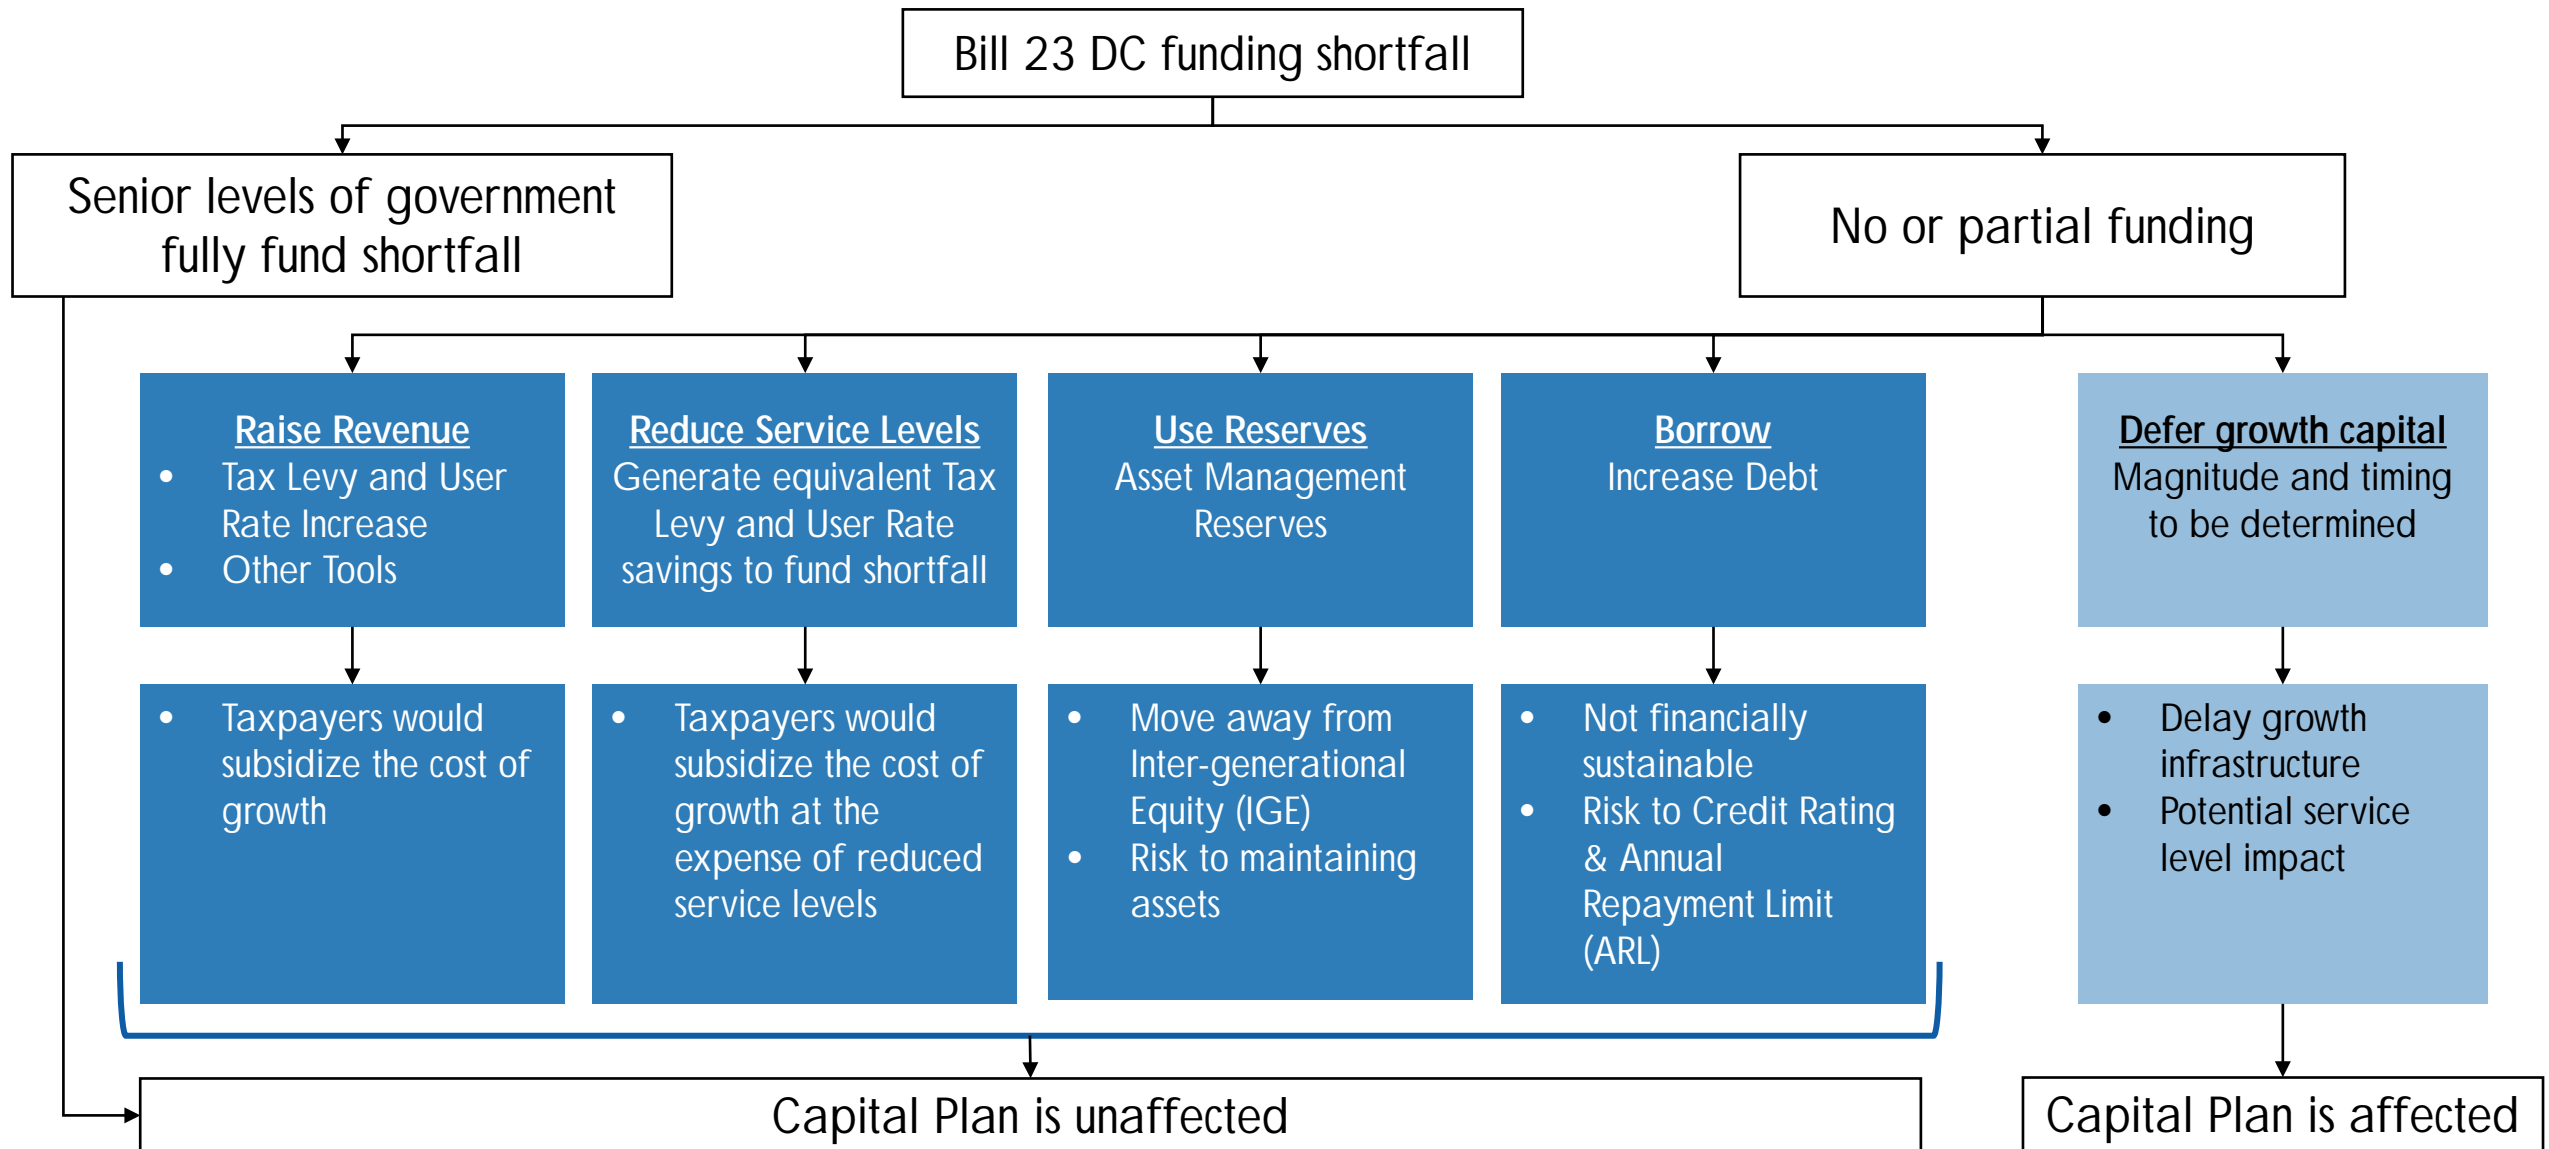 Bill 23 DC funding shortfall
Senior levels of government
fully fund shortfall
No or partial funding
Raise Revenue
• Tax Levy and User
Rate Increase
• Other Tools
Reduce Service Levels
Generate equivalent Tax
Levy and User Rate
savings to fund shortfall
Use Reserves
Asset Management
Reserves
Borrow
Increase Debt
Defer growth capital
Magnitude and timing
to be determined
• Taxpayers would
subsidize the cost of
growth
• Taxpayers would
subsidize the cost of
growth at the
expense of reduced
service levels
• Move away from
Inter-generational
Equity (IGE)
• Risk to maintaining
assets
• Not financially
sustainable
• Risk to Credit Rating
& Annual
Repayment Limit
(ARL)
• Delay growth
infrastructure
• Potential service
level impact
Capital Plan is unaffected
Capital Plan is affected